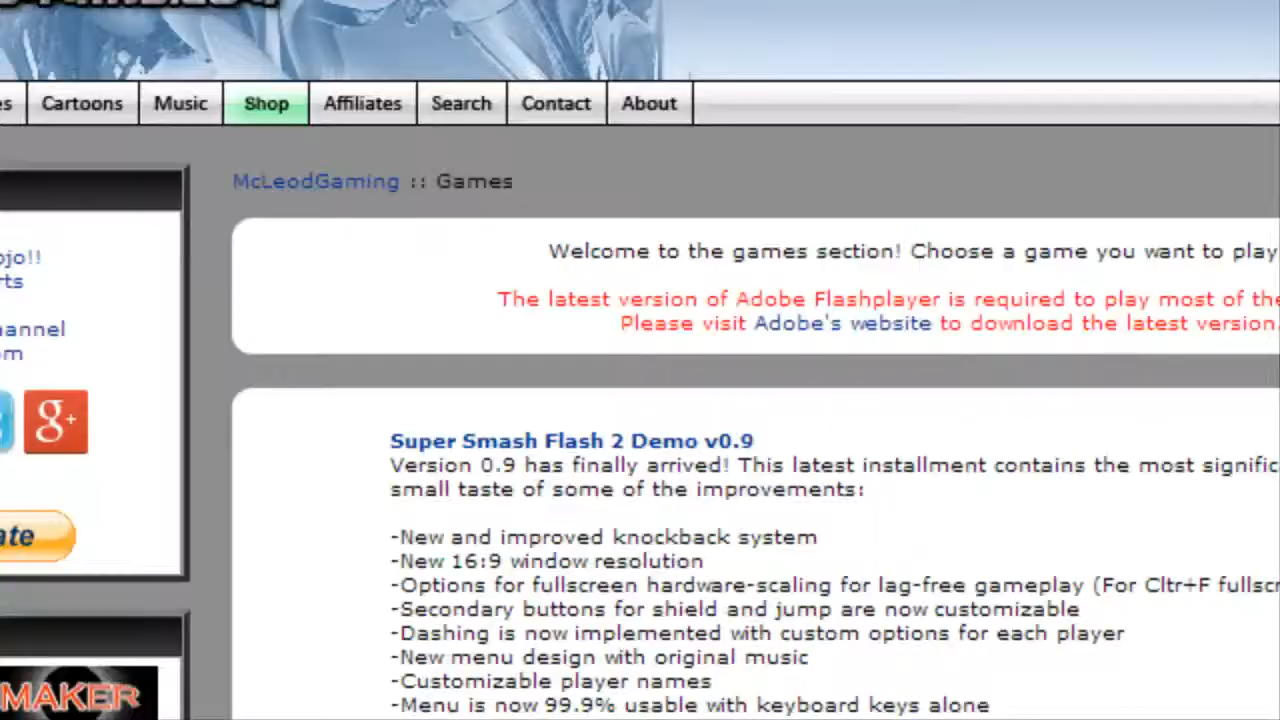 Cartoons Music Shop Affiliates Search Contact About
McLeodGaming :: Games
ojo!!
Welcome to the games section! Choose a game you want to play
The latest version of Adobe Flashplayer is required to play most of the
Please visit Adobe's website to download the latest version.
g+
Super Smash Flash 2 Demo v0.9
Version 0.9 has finally arrived! This latest installment contains the most signific
small taste of some of the improvements:
-New and improved knockback system
-New 16:9 window resolution
-Options for fullscreen hardware-scaling for lag-free gameplay (For Cltr+F fullscr
-Secondary buttons for shield and jump are now customizable
-Dashing is now implemented with custom options for each player
-New menu design with original music
-Customizable player names
-Menu is now 99.9% usable with keyboard keys alone
MAKER